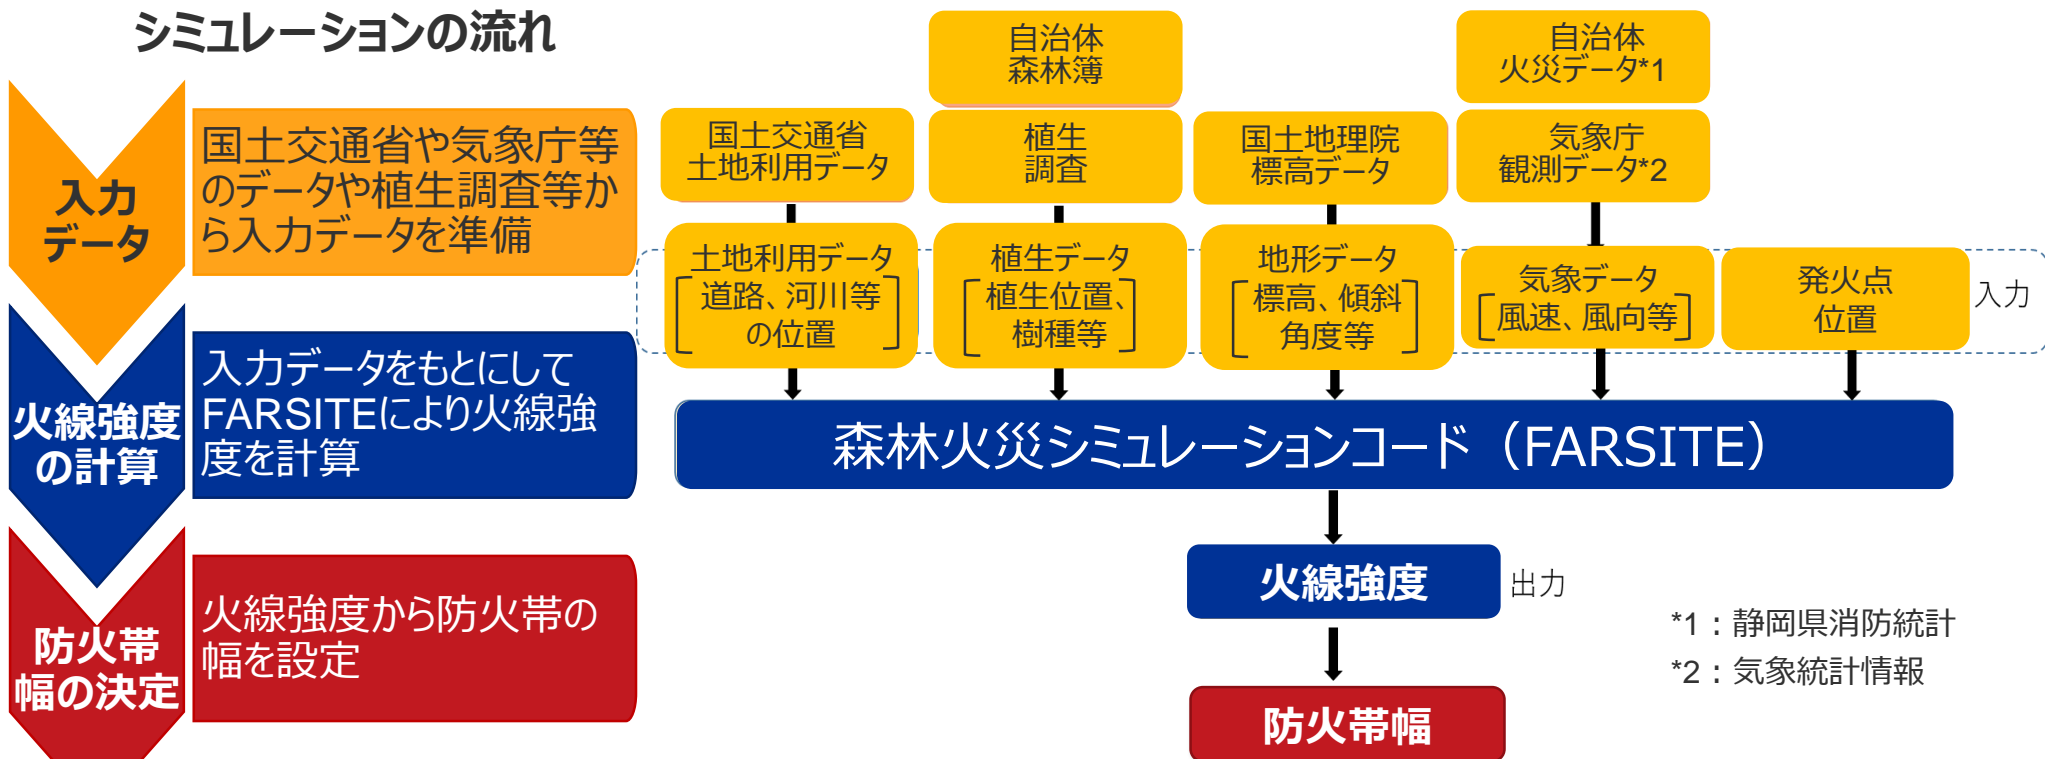 シミュレーションの流れ
入力
データ
国土交通省や気象庁等
のデータや植生調査等か
ら入力データを準備
火線強度
の計算
入力データをもとにして
FARSITEにより火線強
度を計算
防火帯
幅の決定
火線強度から防火帯の
幅を設定
自治体
森林簿
自治体
火災データ*1
国土交通省
土地利用データ
植生
調査
国土地理院
標高データ
気象庁
観測データ*2
土地利用データ
道路、河川等
の位置
植生データ
植生位置、
樹種等
地形データ
標高、傾斜
角度等
気象データ
風速、風向等
発火点
位置
入力
森林火災シミュレーションコード（FARSITE）
火線強度
出力
防火帯幅
*1：静岡県消防統計
*2：気象統計情報